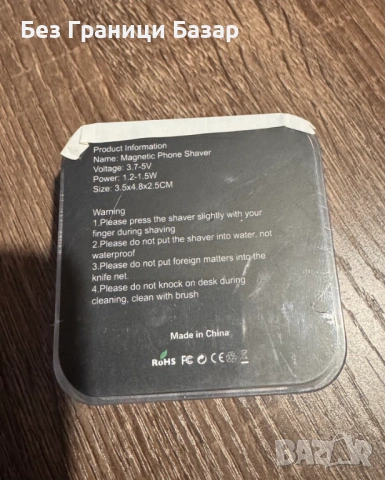 Без Граници Базар
Product Information
Name: Magnetic Phone Shaver
Voltage: 3.7-5V
Power: 1.2-1.5W
Size: 3.5x4.8x2.5CM
Warning
1.Please press the shaver slightly with your
finger during shaving
2.Please do not put the shaver into water, not
waterproof
3.Please do not put foreign matters into the
knife net.
4.Please do not knock on desk during
cleaning, clean with brush
Made in China
RoHS FC CE
BAZAR